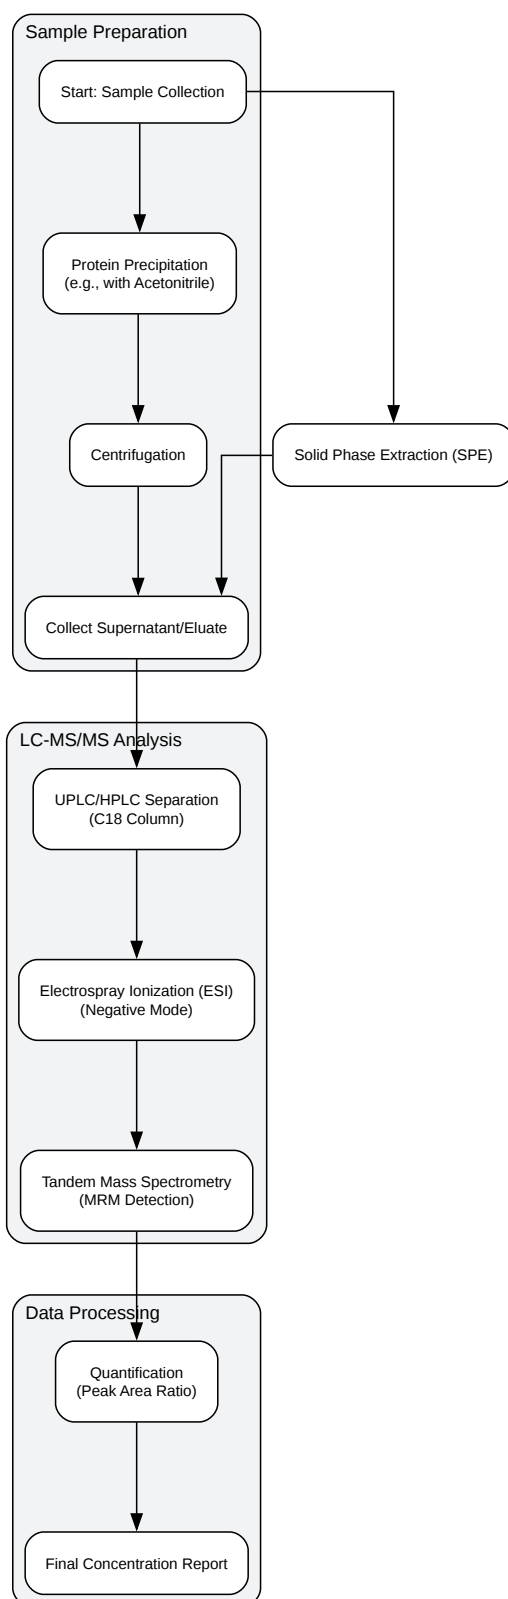 Sample Preparation
Start: Sample Collection
Protein Precipitation
(e.g., with Acetonitrile)
Centrifugation
Solid Phase Extraction (SPE)
Collect Supernatant/Eluate
LC-MS/MS Analysis
UPLC/HPLC Separation
(C18 Column)
Electrospray Ionization (ESI)
(Negative Mode)
Tandem Mass Spectrometry
(MRM Detection)
Data Processing
Quantification
(Peak Area Ratio)
Final Concentration Report